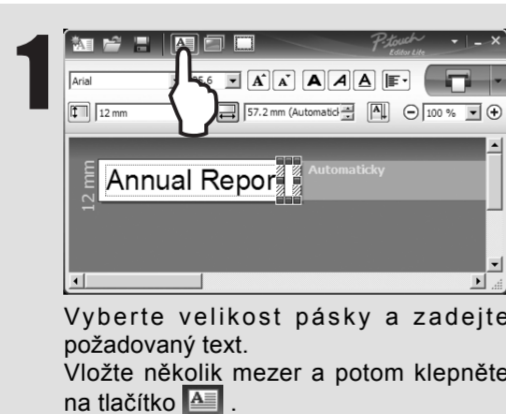 1
P-touch
Editor Lite
Arial
A A A A A
12 mm
57.2 mm (Automatic
100 %
12 mm
Annual Repor
Automaticky
Vyberte velikost pásky a zadejte
požadovaný text.
Vložte několik mezer a potom klepněte
na tlačítko A .